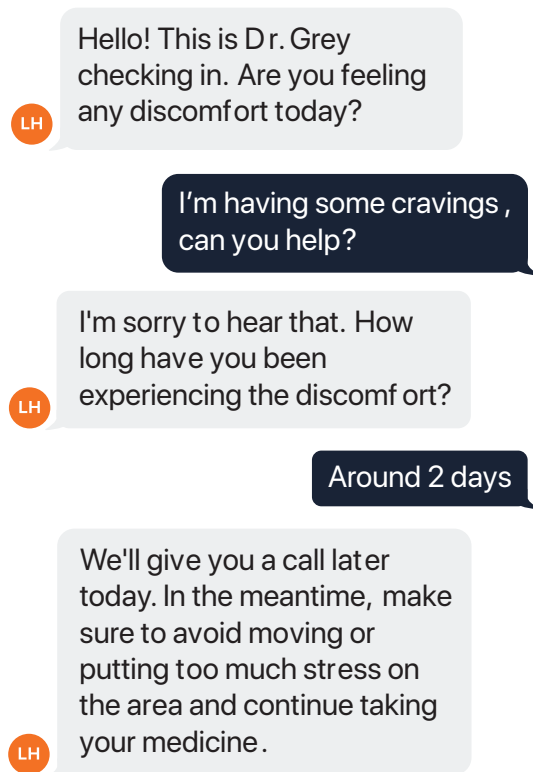 Hello! This is Dr. Grey
checking in. Are you feeling
any discomfort today?
LH
I’m having some cravings ,
can you help?
I'm sorry to hear that. How
long have you been
experiencing the discomf ort?
LH
Around 2 days
We'll give you a call later
today. In the meantime, make
sure to avoid moving or
putting too much stress on
the area and continue taking
your medicine.
LH